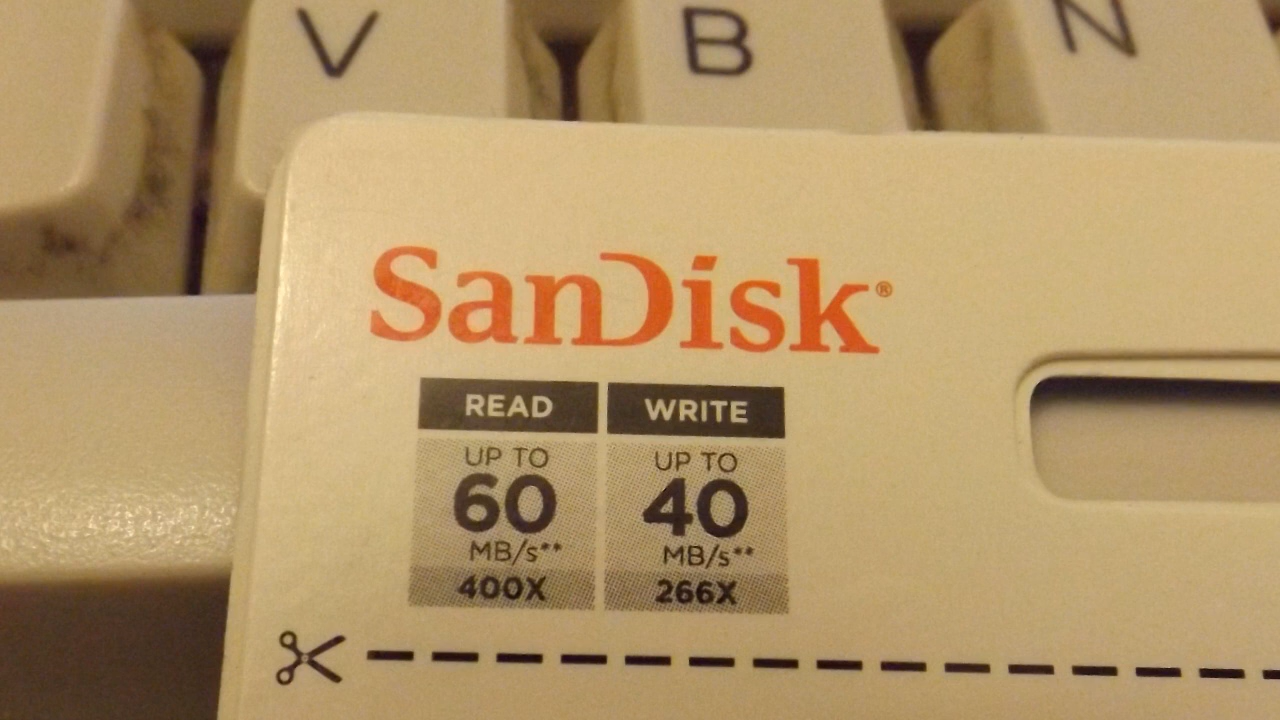 V B N
SanDisk®
READ WRITE
UP TO UP TO
60 40
MB/s** MB/s**
400X 266X